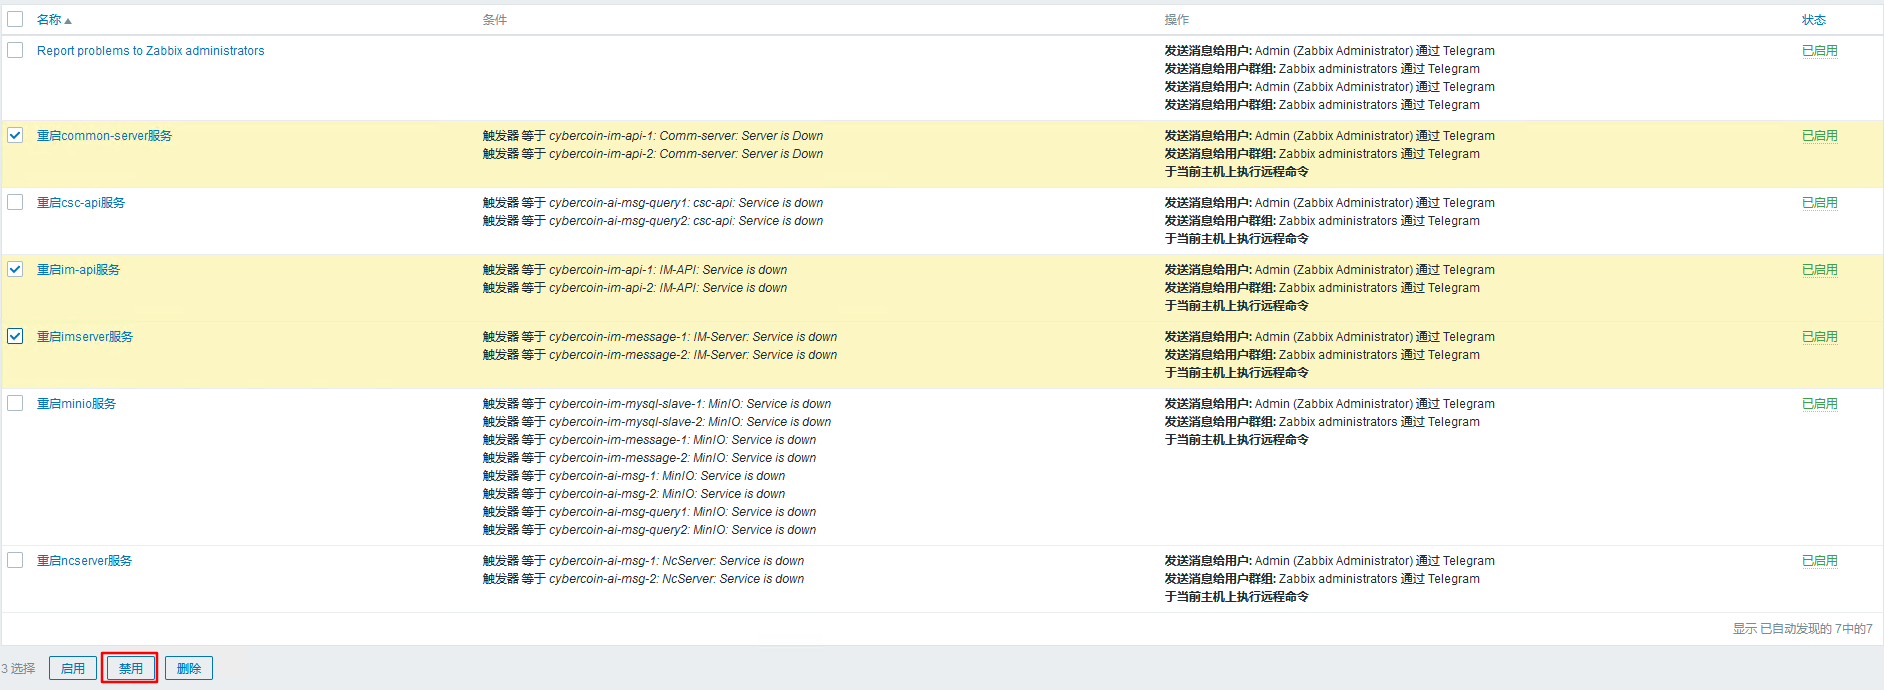 名称▲ 条件 操作 状态
Report problems to Zabbix administrators 发送消息给用户: Admin (Zabbix Administrator) 通过 Telegram 已启用
发送消息给用户群组: Zabbix administrators 通过 Telegram
发送消息给用户: Admin (Zabbix Administrator) 通过 Telegram
发送消息给用户群组: Zabbix administrators 通过 Telegram
重启common-server服务 触发器 等于 cybercoin-im-api-1: Comm-server: Server is Down 发送消息给用户: Admin (Zabbix Administrator) 通过 Telegram 已启用
触发器 等于 cybercoin-im-api-2: Comm-server: Server is Down 发送消息给用户群组: Zabbix administrators 通过 Telegram
于当前主机上执行远程命令
重启csc-api服务 触发器 等于 cybercoin-ai-msg-query1: csc-api: Service is down 发送消息给用户: Admin (Zabbix Administrator) 通过 Telegram 已启用
触发器 等于 cybercoin-ai-msg-query2: csc-api: Service is down 发送消息给用户群组: Zabbix administrators 通过 Telegram
于当前主机上执行远程命令
重启im-api服务 触发器 等于 cybercoin-im-api-1: IM-API: Service is down 发送消息给用户: Admin (Zabbix Administrator) 通过 Telegram 已启用
触发器 等于 cybercoin-im-api-2: IM-API: Service is down 发送消息给用户群组: Zabbix administrators 通过 Telegram
于当前主机上执行远程命令
重启imserver服务 触发器 等于 cybercoin-im-message-1: IM-Server: Service is down 发送消息给用户: Admin (Zabbix Administrator) 通过 Telegram 已启用
触发器 等于 cybercoin-im-message-2: IM-Server: Service is down 发送消息给用户群组: Zabbix administrators 通过 Telegram
于当前主机上执行远程命令
重启minio服务 触发器 等于 cybercoin-im-mysql-slave-1: MinIO: Service is down 发送消息给用户: Admin (Zabbix Administrator) 通过 Telegram 已启用
触发器 等于 cybercoin-im-mysql-slave-2: MinIO: Service is down 发送消息给用户群组: Zabbix administrators 通过 Telegram
触发器 等于 cybercoin-im-message-1: MinIO: Service is down 于当前主机上执行远程命令
触发器 等于 cybercoin-im-message-2: MinIO: Service is down
触发器 等于 cybercoin-ai-msg-1: MinIO: Service is down
触发器 等于 cybercoin-ai-msg-2: MinIO: Service is down
触发器 等于 cybercoin-ai-msg-query1: MinIO: Service is down
触发器 等于 cybercoin-ai-msg-query2: MinIO: Service is down
重启ncserver服务 触发器 等于 cybercoin-ai-msg-1: NcServer: Service is down 发送消息给用户: Admin (Zabbix Administrator) 通过 Telegram 已启用
触发器 等于 cybercoin-ai-msg-2: NcServer: Service is down 发送消息给用户群组: Zabbix administrators 通过 Telegram
于当前主机上执行远程命令
显示 已自动发现的 7中的7
3 选择 启用 禁用 删除